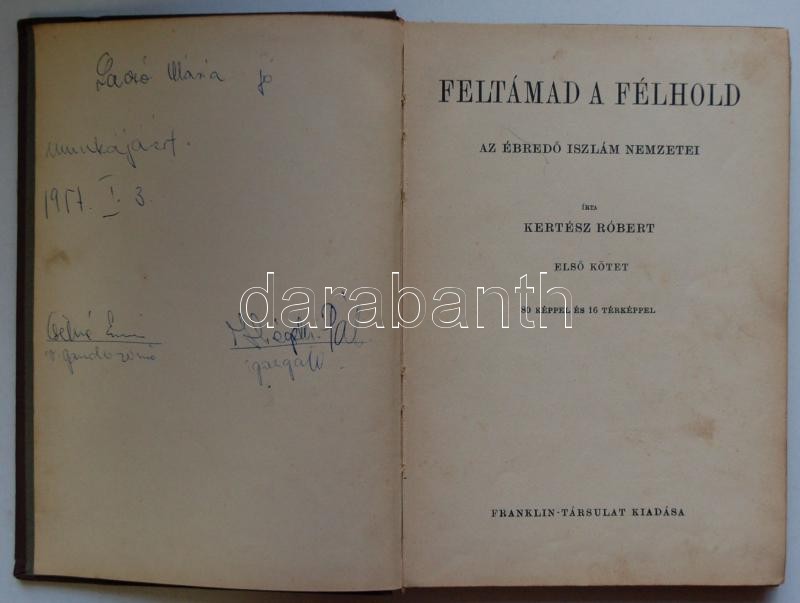 Mária jó
munkájáért.
1957. I. 3.
igazgató
FELTÁMAD A FÉLHOLD
AZ ÉBREDŐ ISZLÁM NEMZETEI
ÍRTA
KERTÉSZ RÓBERT
ELSŐ KÖTET
darabanth
80 KÉPPEL ÉS 16 TÉRKÉPPEL
FRANKLIN-TÁRSULAT KIADÁSA